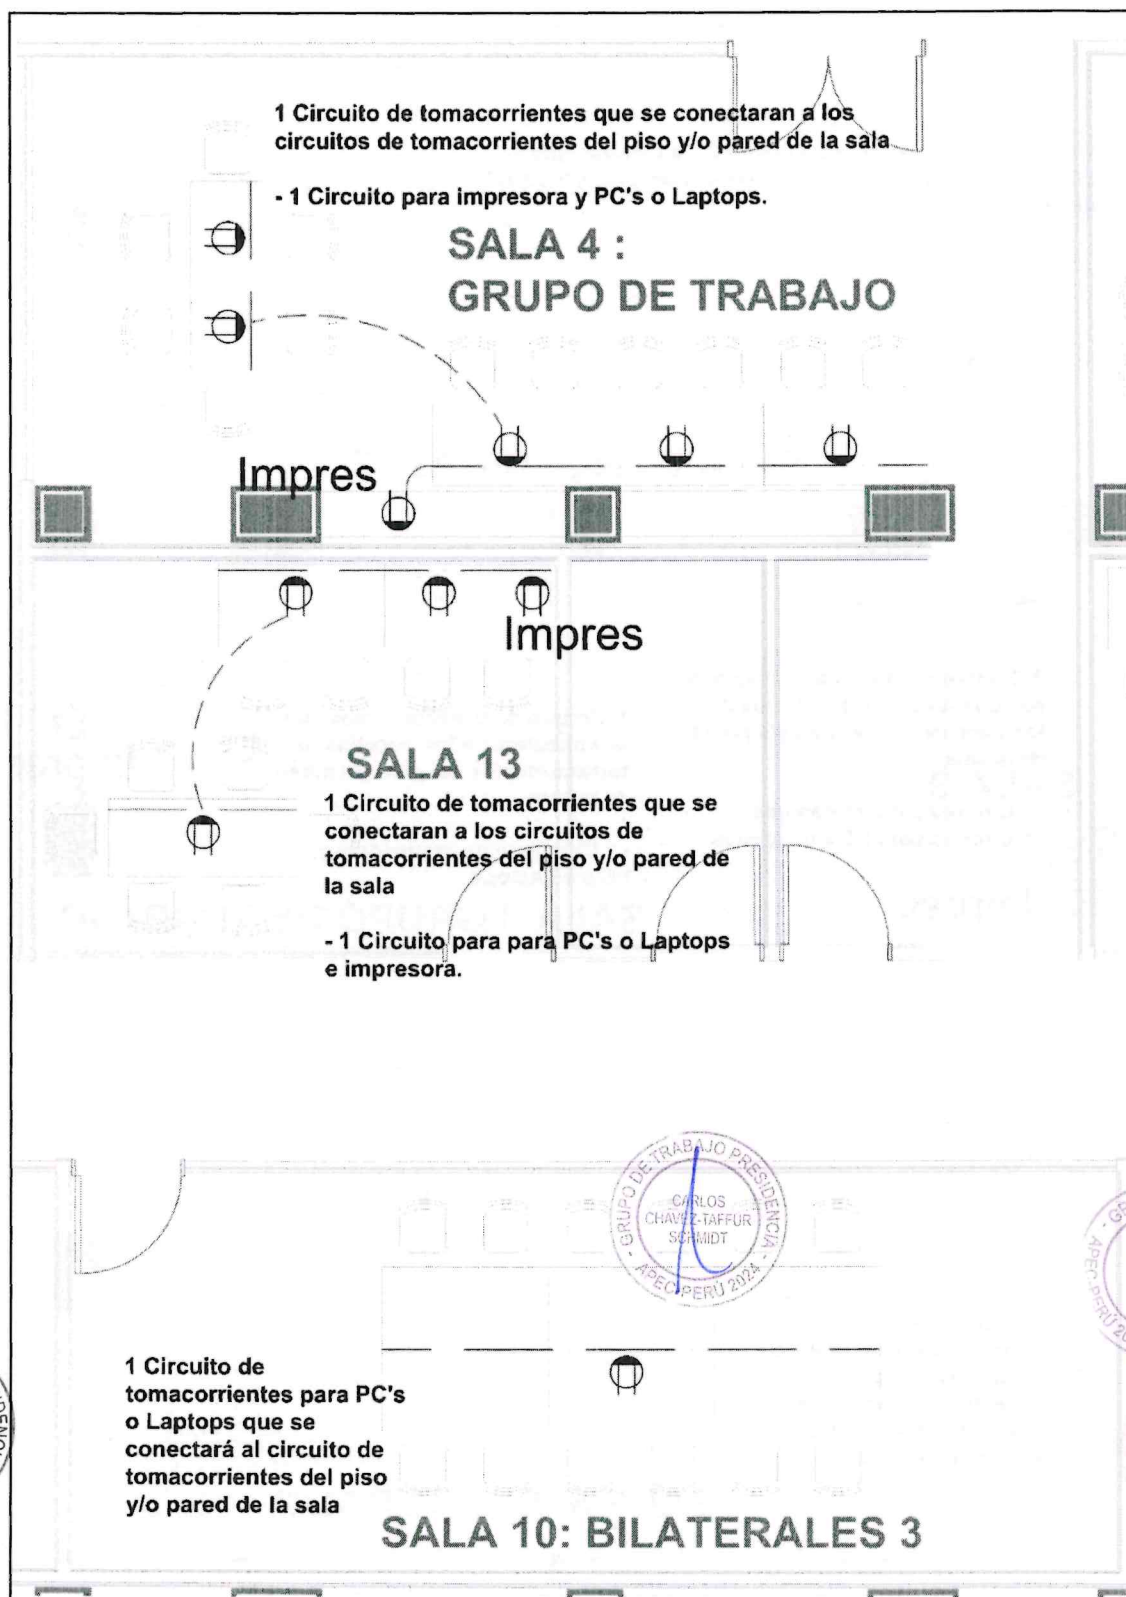 1 Circuito de tomacorrientes que se conectaran a los
circuitos de tomacorrientes del piso y/o pared de la sala
- 1 Circuito para impresora y PC's o Laptops.
SALA 4 :
GRUPO DE TRABAJO
Impres
Impres
SALA 13
1 Circuito de tomacorrientes que se
conectaran a los circuitos de
tomacorrientes del piso y/o pared de
la sala
- 1 Circuito para para PC's o Laptops
e impresora.
- GRUPO DE TRABAJO PRESIDENCIA -
CARLOS
CHAVEZ-TAFFUR
SCHMIDT
APEC PERÚ 2024
1 Circuito de
tomacorrientes para PC's
o Laptops que se
conectará al circuito de
tomacorrientes del piso
y/o pared de la sala
SALA 10: BILATERALES 3